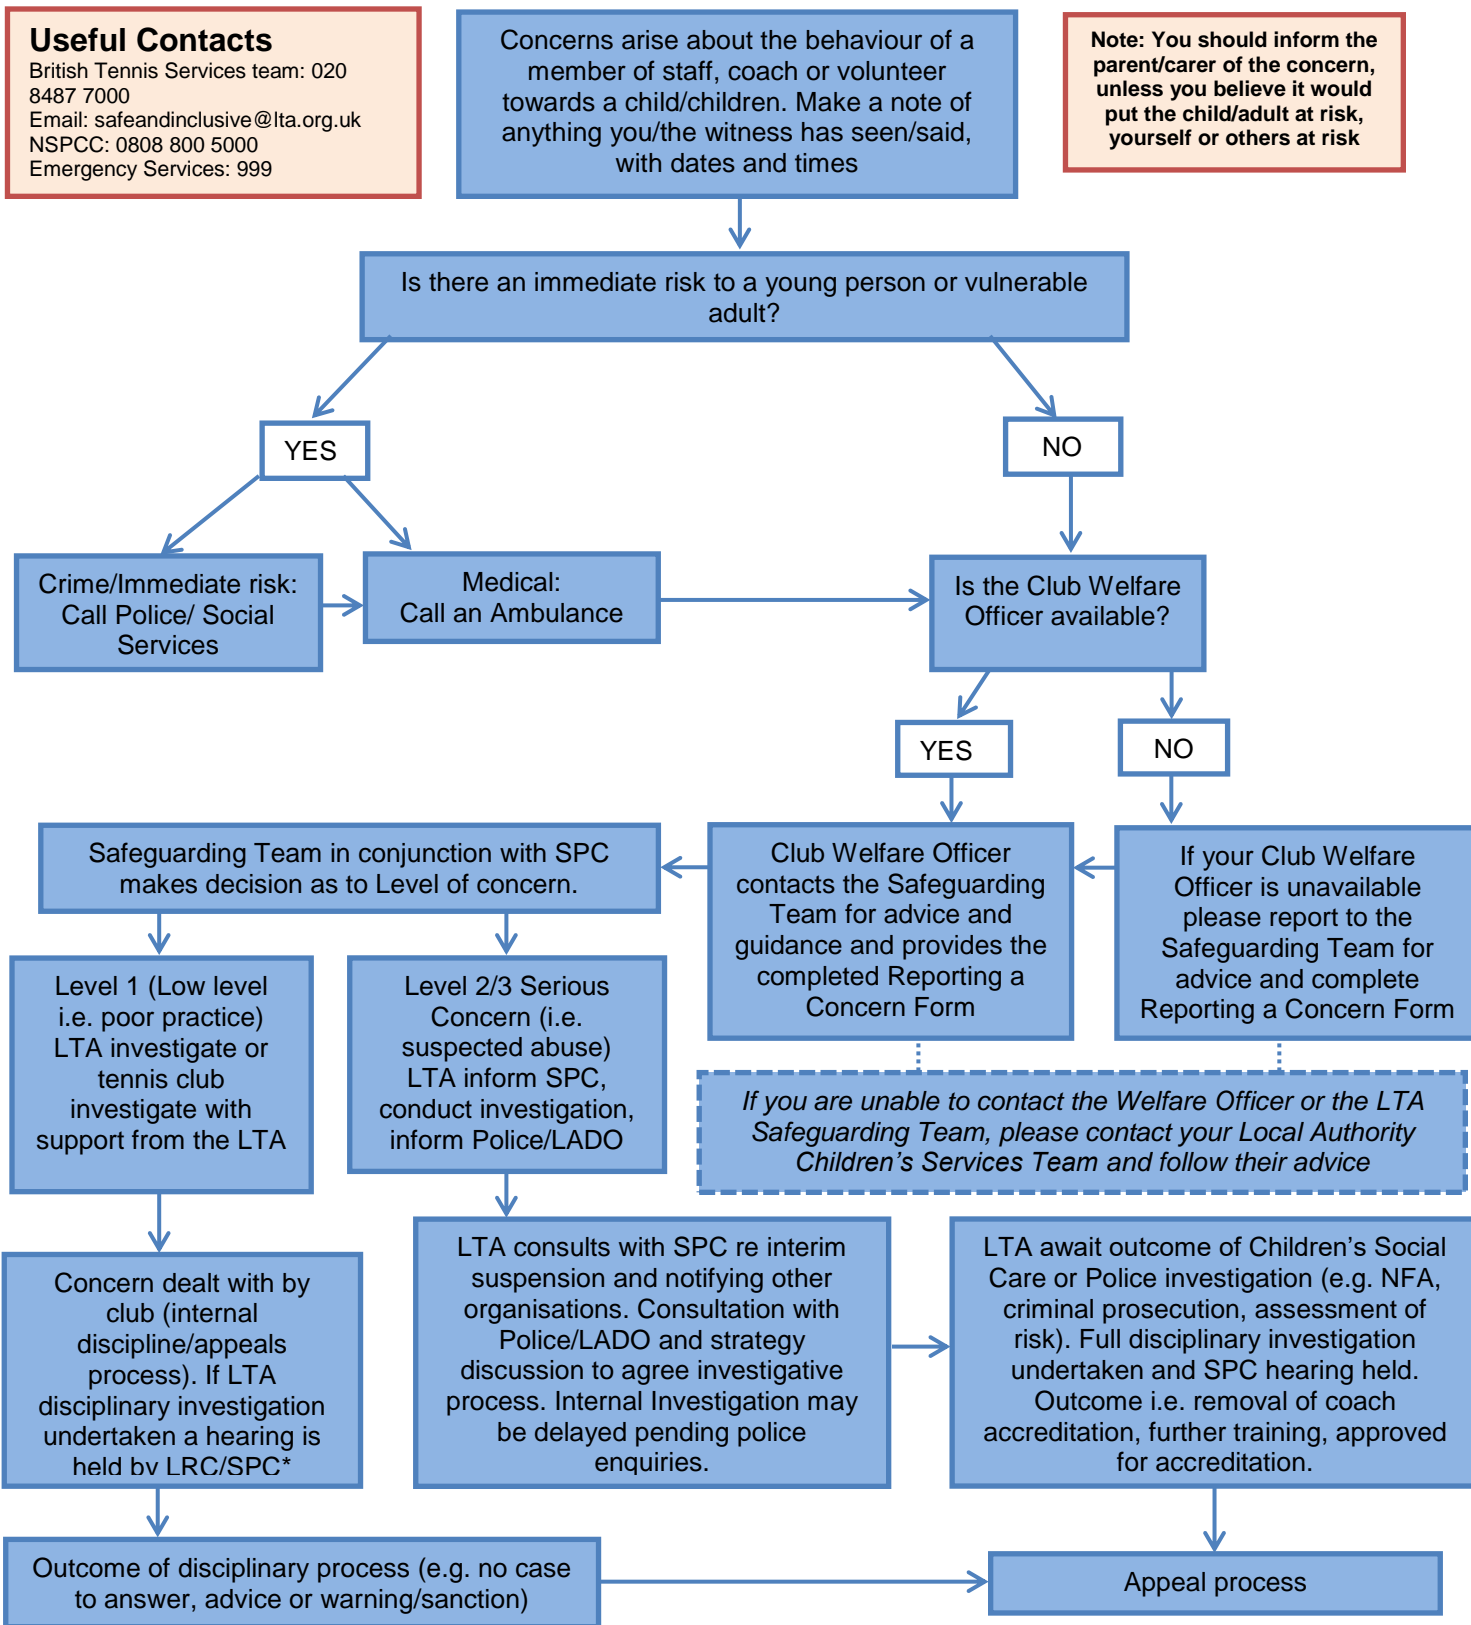 Useful Contacts
British Tennis Services team: 020
8487 7000
Email: safeandinclusive@lta.org.uk
NSPCC: 0808 800 5000
Emergency Services: 999
Concerns arise about the behaviour of a
member of staff, coach or volunteer
towards a child/children. Make a note of
anything you/the witness has seen/said,
with dates and times
Note: You should inform the
parent/carer of the concern,
unless you believe it would
put the child/adult at risk,
yourself or others at risk
Is there an immediate risk to a young person or vulnerable
adult?
YES
NO
Crime/Immediate risk:
Call Police/ Social
Services
Medical:
Call an Ambulance
Is the Club Welfare
Officer available?
YES
NO
Safeguarding Team in conjunction with SPC
makes decision as to Level of concern.
Club Welfare Officer
contacts the Safeguarding
Team for advice and
guidance and provides the
completed Reporting a
Concern Form
If your Club Welfare
Officer is unavailable
please report to the
Safeguarding Team for
advice and complete
Reporting a Concern Form
Level 1 (Low level
i.e. poor practice)
LTA investigate or
tennis club
investigate with
support from the LTA
Level 2/3 Serious
Concern (i.e.
suspected abuse)
LTA inform SPC,
conduct investigation,
inform Police/LADO
If you are unable to contact the Welfare Officer or the LTA
Safeguarding Team, please contact your Local Authority
Children’s Services Team and follow their advice
Concern dealt with by
club (internal
discipline/appeals
process). If LTA
disciplinary investigation
undertaken a hearing is
held by LRC/SPC*
LTA consults with SPC re interim
suspension and notifying other
organisations. Consultation with
Police/LADO and strategy
discussion to agree investigative
process. Internal Investigation may
be delayed pending police
enquiries.
LTA await outcome of Children’s Social
Care or Police investigation (e.g. NFA,
criminal prosecution, assessment of
risk). Full disciplinary investigation
undertaken and SPC hearing held.
Outcome i.e. removal of coach
accreditation, further training, approved
for accreditation.
Outcome of disciplinary process (e.g. no case
to answer, advice or warning/sanction)
Appeal process